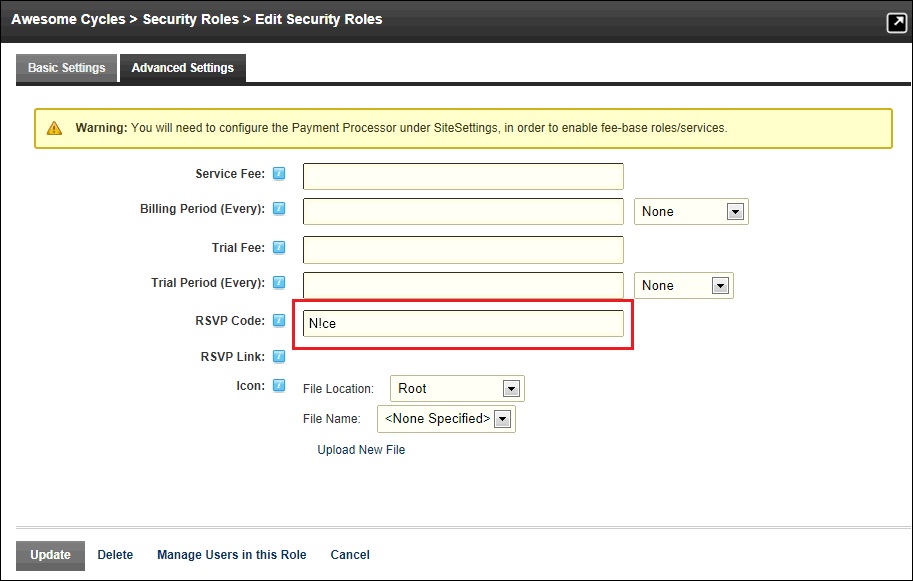 Awesome Cycles > Security Roles > Edit Security Roles
Basic Settings Advanced Settings
Warning: You will need to configure the Payment Processor under SiteSettings, in order to enable fee-base roles/services.
Service Fee:
Billing Period (Every): None
Trial Fee:
Trial Period (Every): None
RSVP Code: N!ce
RSVP Link:
Icon: File Location: Root
File Name: <None Specified>
Upload New File
Update Delete Manage Users in this Role Cancel